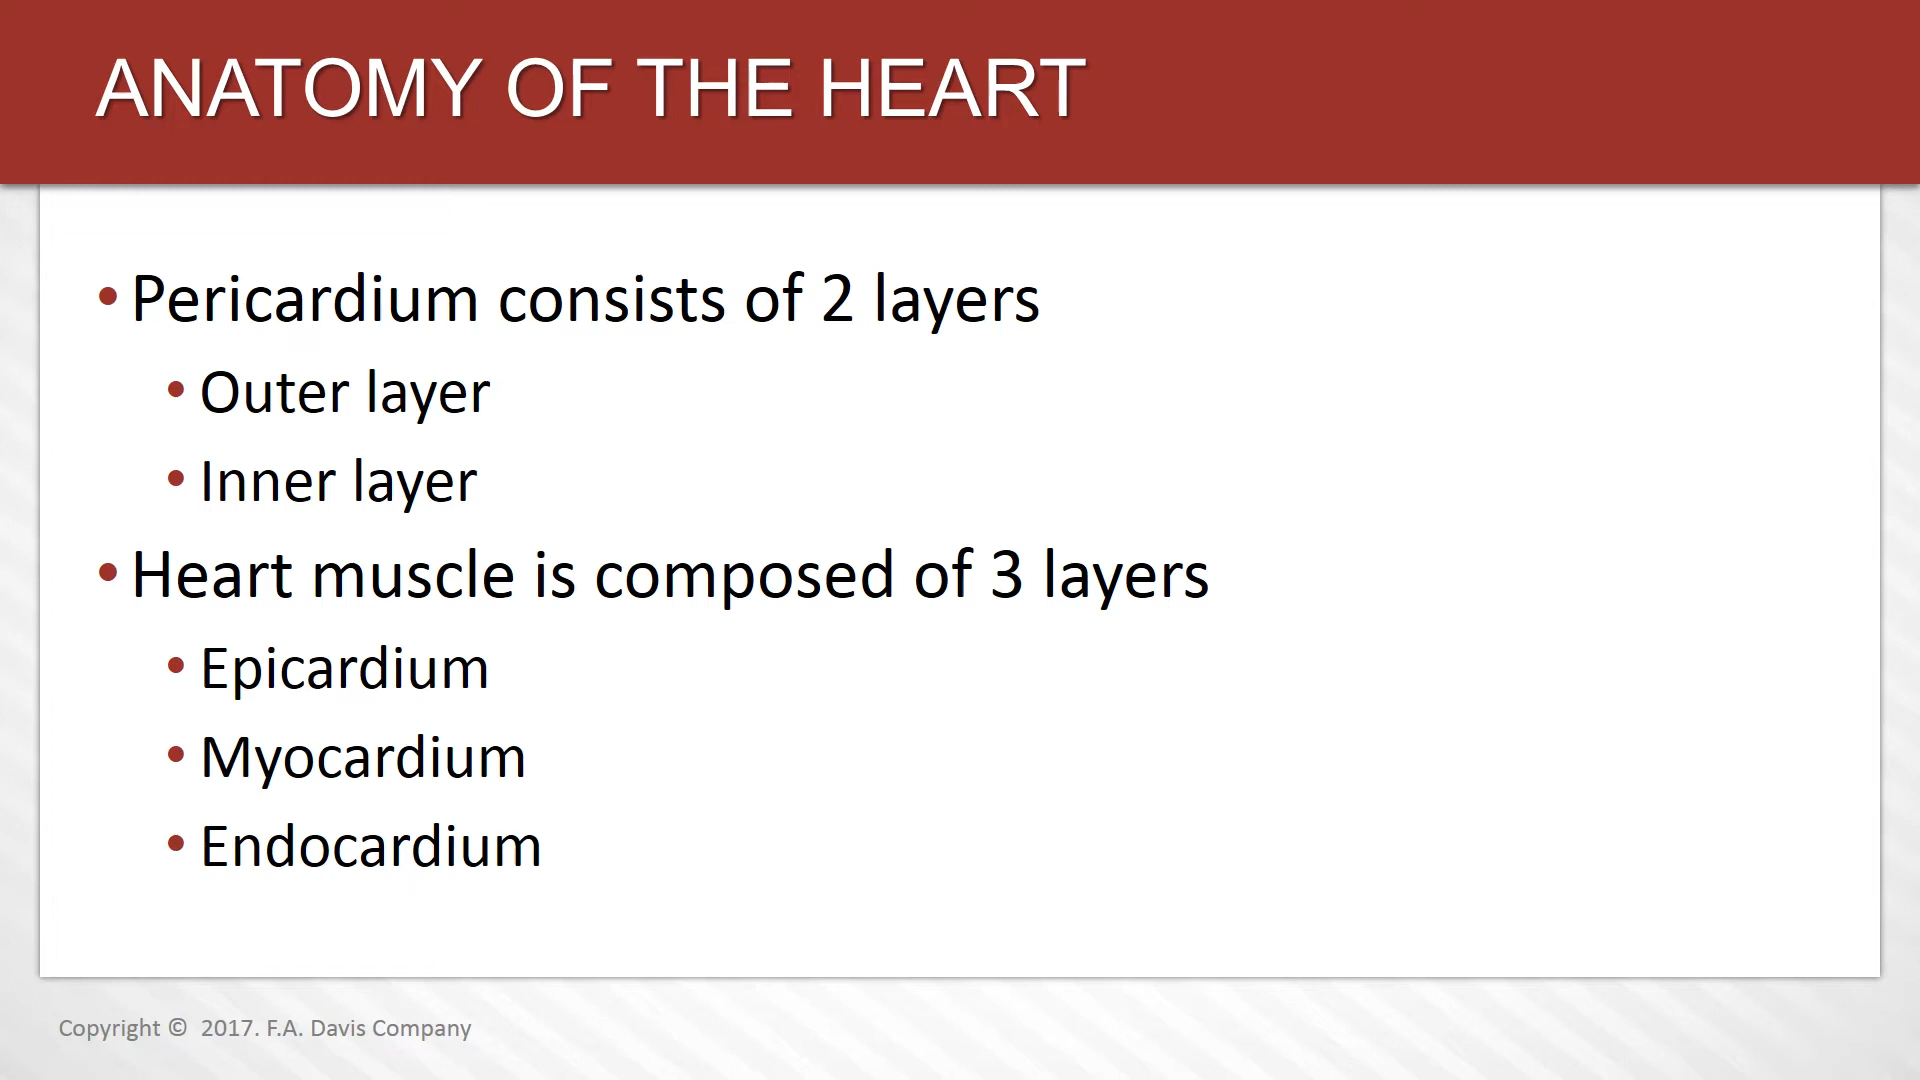 ANATOMY OF THE HEART
• Pericardium consists of 2 layers
• Outer layer
• Inner layer
• Heart muscle is composed of 3 layers
• Epicardium
• Myocardium
• Endocardium
Copyright © 2017. F.A. Davis Company